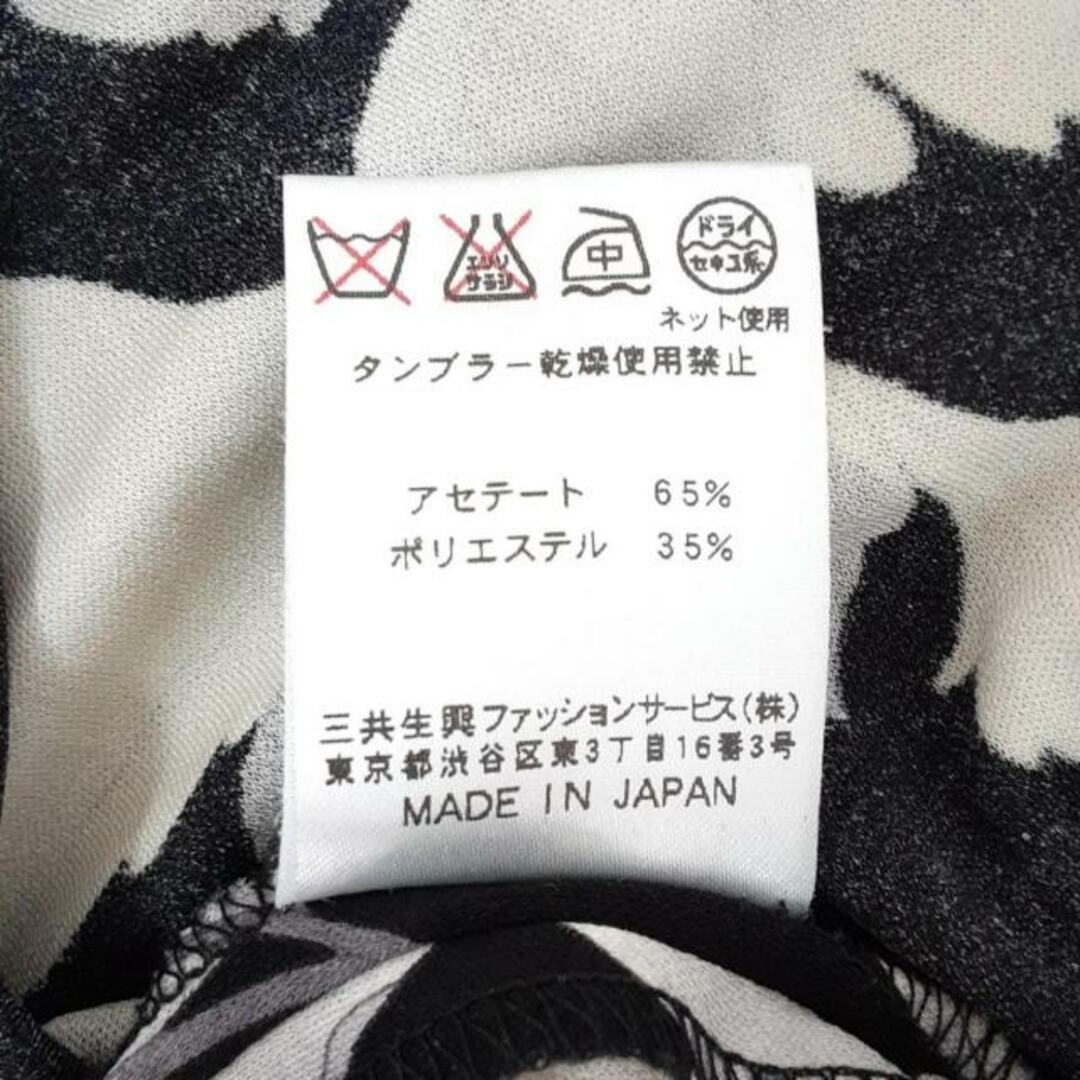 エンソ
サラシ
中
ドライ
セキユ系
ネット使用
タンブラー乾燥使用禁止
アセテート 65%
ポリエステル 35%
三共生興ファッションサービス(株)
東京都渋谷区東3丁目16番3号
MADE IN JAPAN